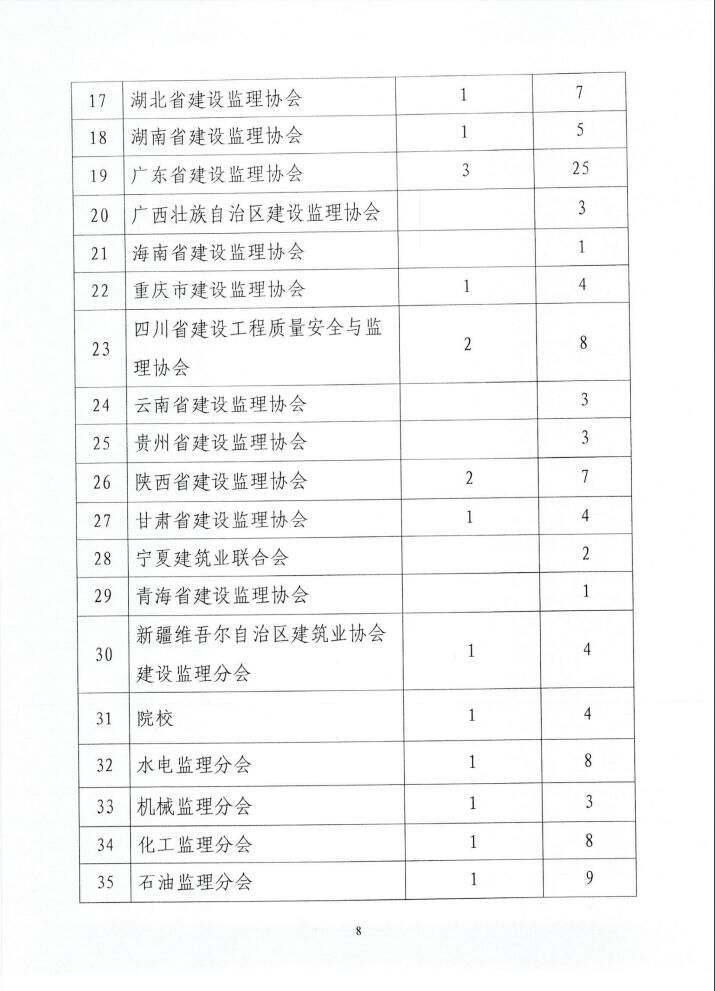 17 湖北省建设监理协会 1 7
18 湖南省建设监理协会 1 5
19 广东省建设监理协会 3 25
20 广西壮族自治区建设监理协会 3
21 海南省建设监理协会 1
22 重庆市建设监理协会 1 4
23 四川省建设工程质量安全与监 2 8
理协会
24 云南省建设监理协会 3
25 贵州省建设监理协会 3
26 陕西省建设监理协会 2 7
27 甘肃省建设监理协会 1 4
28 宁夏建筑业联合会 2
29 青海省建设监理协会 1
30 新疆维吾尔自治区建筑业协会 1 4
建设监理分会
31 院校 1 4
32 水电监理分会 1 8
33 机械监理分会 1 3
34 化工监理分会 1 8
35 石油监理分会 1 9
8